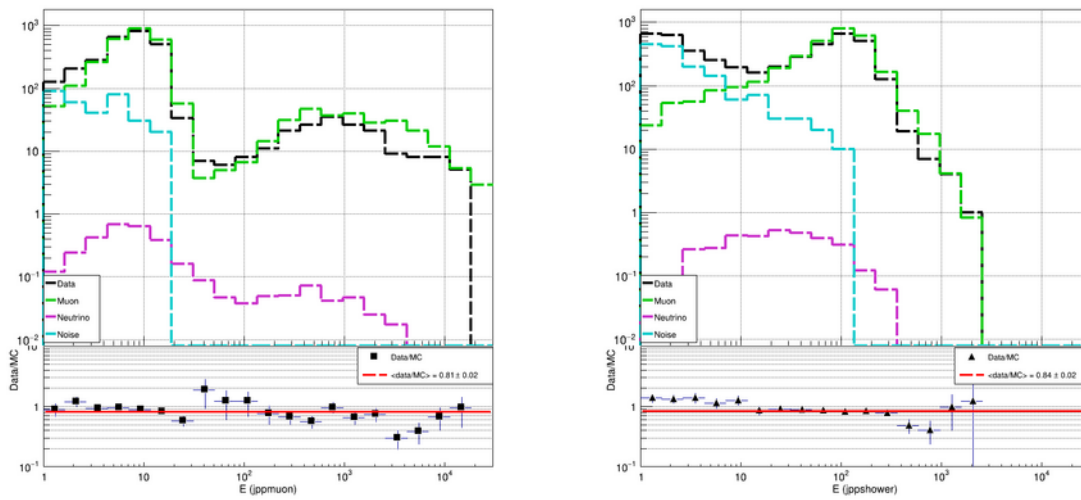 10³
10²
10
1
10⁻¹
10⁻²
Data
Muon
Neutrino
Noise
10
1
10⁻¹
Data/MC
Data/MC
<data/MC> = 0.81 ± 0.02
1 10 10² 10³ 10⁴
E (jppmuon)
10³
10²
10
1
10⁻¹
10⁻²
Data
Muon
Neutrino
Noise
10
1
10⁻¹
Data/MC
Data/MC
<data/MC> = 0.84 ± 0.02
1 10 10² 10³ 10⁴
E (jppshower)